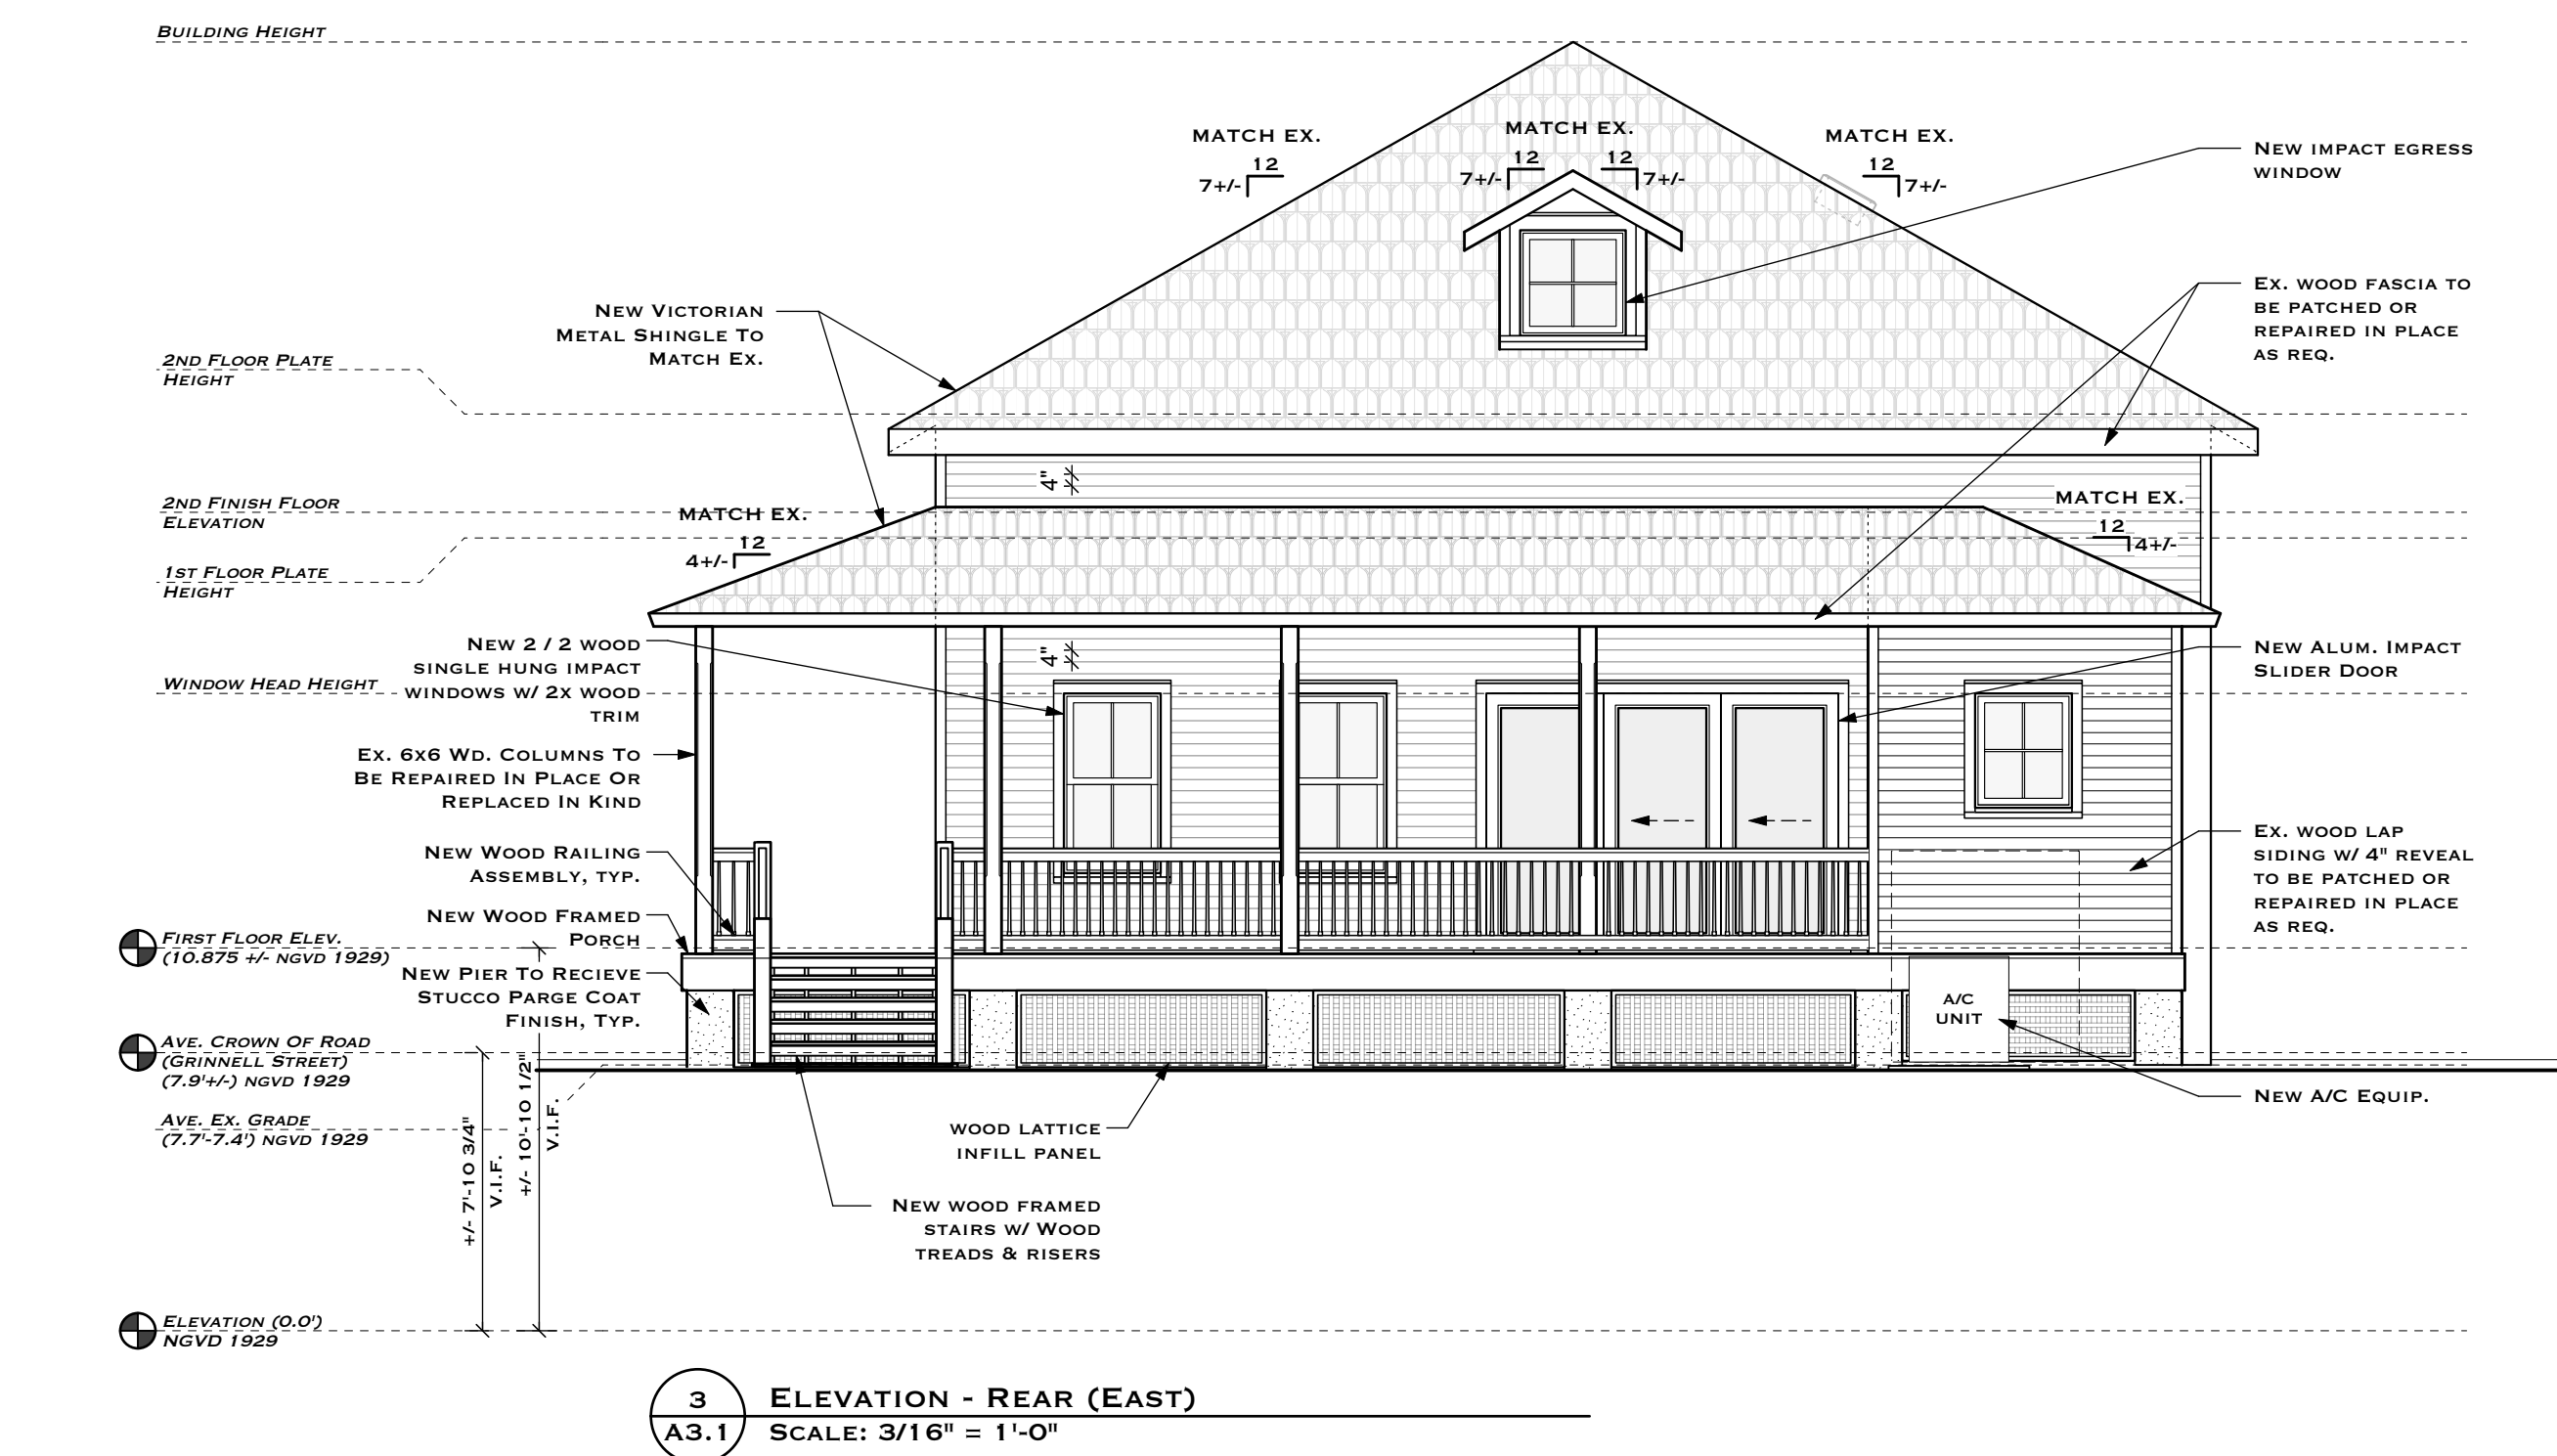 BUILDING HEIGHT
MATCH EX.
12
7+/-
MATCH EX.
12
12
7+/-
7+/-
MATCH EX.
12
7+/-
NEW IMPACT EGRESS
WINDOW
EX. WOOD FASCIA TO
BE PATCHED OR
REPAIRED IN PLACE
AS REQ.
NEW VICTORIAN
METAL SHINGLE TO
MATCH EX.
2ND FLOOR PLATE
HEIGHT
4"
2ND FINISH FLOOR
ELEVATION
MATCH EX.
12
4+/-
MATCH EX.
12
4+/-
1ST FLOOR PLATE
HEIGHT
NEW 2 / 2 WOOD
SINGLE HUNG IMPACT
WINDOWS W/ 2X WOOD
TRIM
4"
NEW ALUM. IMPACT
SLIDER DOOR
WINDOW HEAD HEIGHT
EX. 6X6 WD. COLUMNS TO
BE REPAIRED IN PLACE OR
REPLACED IN KIND
NEW WOOD RAILING
ASSEMBLY, TYP.
EX. WOOD LAP
SIDING W/ 4" REVEAL
TO BE PATCHED OR
REPAIRED IN PLACE
AS REQ.
NEW WOOD FRAMED
PORCH
FIRST FLOOR ELEV.
(10.875 +/- NGVD 1929)
NEW PIER TO RECIEVE
STUCCO PARGE COAT
FINISH, TYP.
A/C
UNIT
AVE. CROWN OF ROAD
(GRINNELL STREET)
(7.9'+/-) NGVD 1929
AVE. EX. GRADE
(7.7'-7.4') NGVD 1929
+/- 7'-10 3/4"
V.I.F.
+/- 10'-10 1/2"
V.I.F.
NEW A/C EQUIP.
WOOD LATTICE
INFILL PANEL
NEW WOOD FRAMED
STAIRS W/ WOOD
TREADS & RISERS
ELEVATION (0.0')
NGVD 1929
3
A3.1
ELEVATION - REAR (EAST)
SCALE: 3/16" = 1'-0"